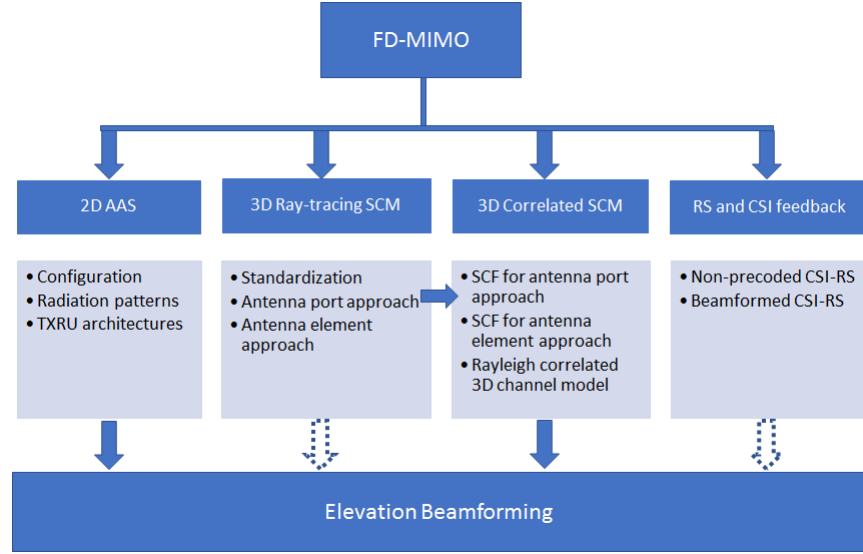 FD-MIMO
2D AAS
3D Ray-tracing SCM
3D Correlated SCM
RS and CSI feedback
• Configuration
• Radiation patterns
• TXRU architectures
• Standardization
• Antenna port approach
• Antenna element
approach
• SCF for antenna port
approach
• SCF for antenna
element approach
• Rayleigh correlated
3D channel model
• Non-precoded CSI-RS
• Beamformed CSI-RS
Elevation Beamforming